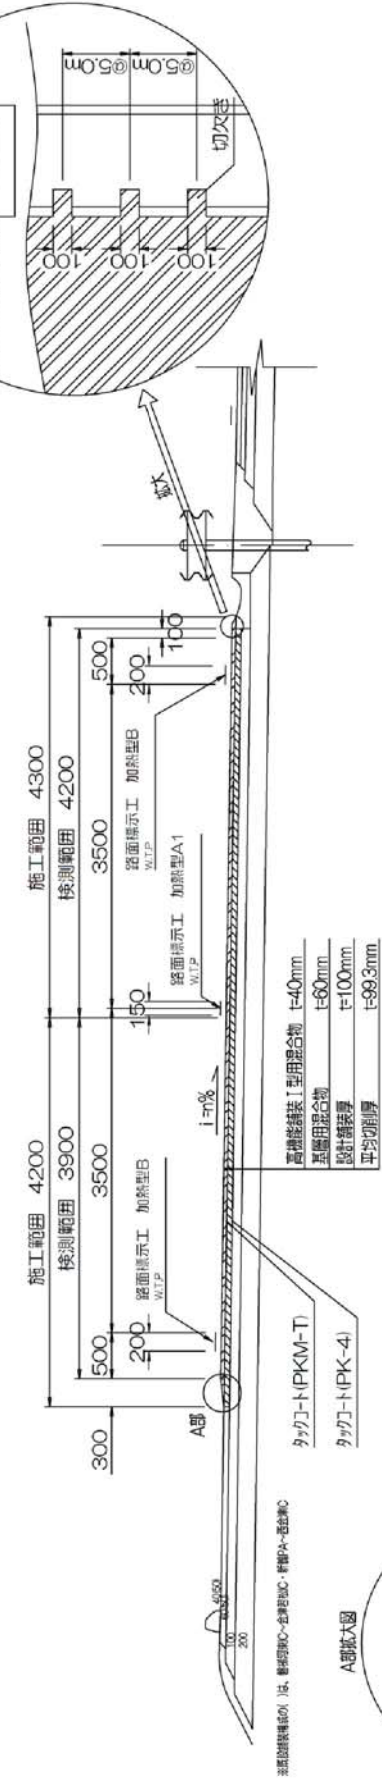 施工範囲 4200
施工範囲 4300
検測範囲 3900
検測範囲 4200
300
500
3500
3500
500
200
150
200
100
路面標示工 加熱型B
W.T.P
路面標示工 加熱型A1
W.T.P
路面標示工 加熱型B
W.T.P
i=n%
A部
拡大
@5.0m
@5.0m
100
100
100
切欠き
高機能舗装Ⅰ型用混合物 t=40mm
基層用混合物 t=60mm
設計舗装厚 t=100mm
平均切削厚 t=99.3mm
タックコート(PKM-T)
タックコート(PK-4)
100
200
A部拡大図